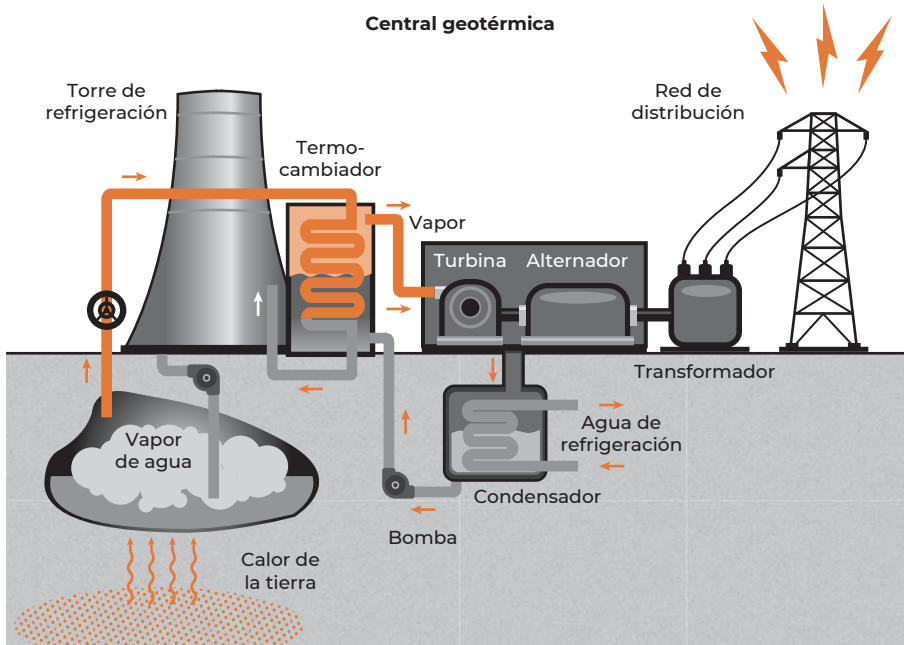 Central geotérmica
Torre de
refrigeración
Termo-
cambiador
Vapor
Red de
distribución
Turbina
Alternador
Transformador
Vapor
de agua
Agua de
refrigeración
Condensador
Bomba
Calor de
la tierra